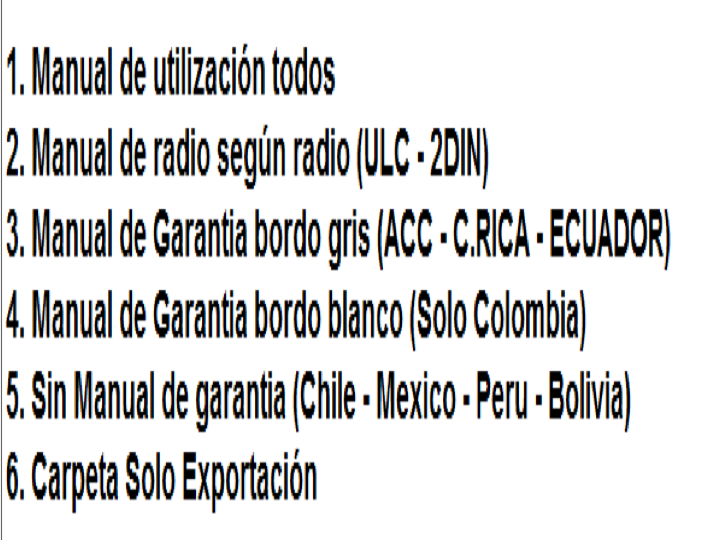 1. Manual de utilización todos
2. Manual de radio según radio (ULC - 2DIN)
3. Manual de Garantia bordo gris (ACC - C.RICA - ECUADOR)
4. Manual de Garantia bordo blanco (Solo Colombia)
5. Sin Manual de garantia (Chile - Mexico - Peru - Bolivia)
6. Carpeta Solo Exportación